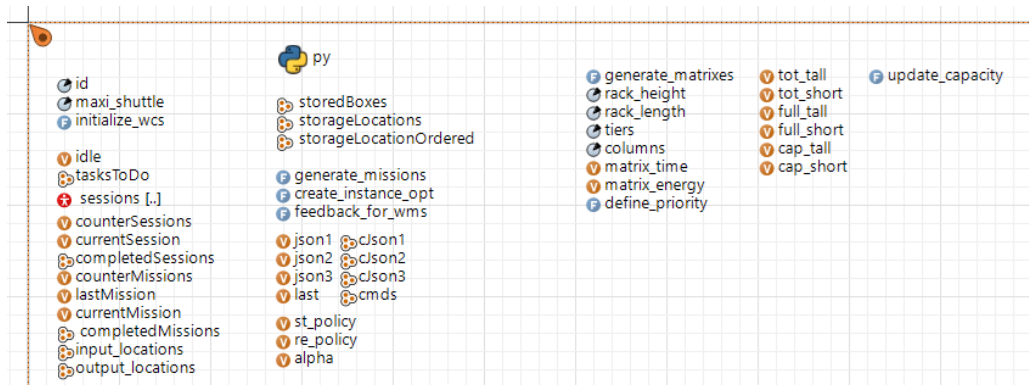 py
id
maxi_shuttle
initialize_wcs
idle
tasksToDo
sessions [..]
counterSessions
currentSession
completedSessions
counterMissions
lastMission
currentMission
completedMissions
input_locations
output_locations
storedBoxes
storageLocations
storageLocationOrdered
generate_missions
create_instance_opt
feedback_for_wms
json1 cJson1
json2 cJson2
json3 cJson3
last cmds
st_policy
re_policy
alpha
generate_matrixes
rack_height
rack_length
tiers
columns
matrix_time
matrix_energy
define_priority
tot_tall
tot_short
full_tall
full_short
cap_tall
cap_short
update_capacity